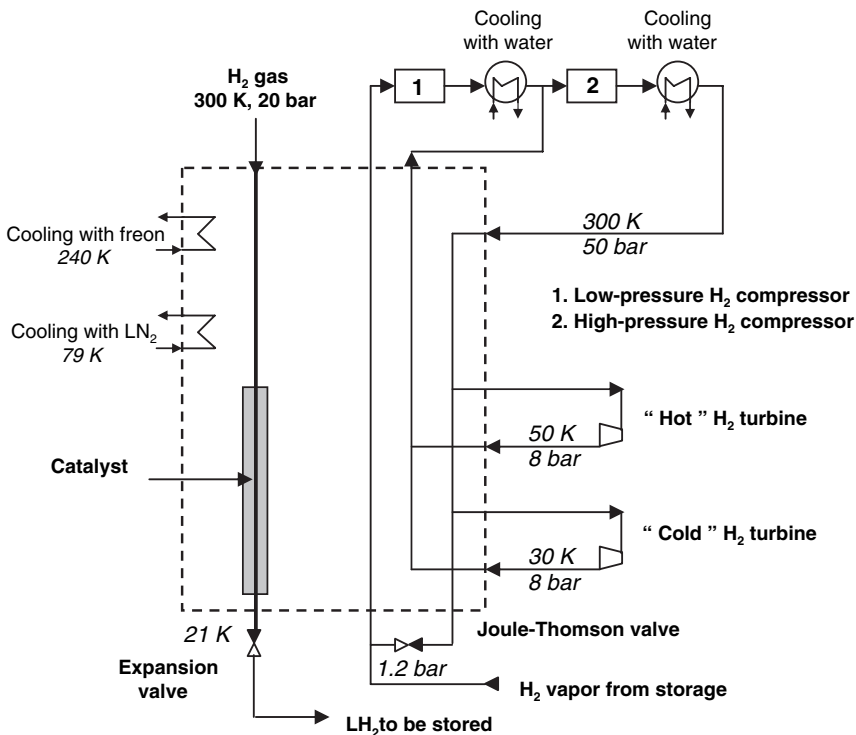 Cooling
with water
Cooling
with water
H₂ gas
300 K, 20 bar
1
2
Cooling with freon
240 K
300 K
50 bar
1. Low-pressure H₂ compressor
2. High-pressure H₂ compressor
Cooling with LN₂
79 K
“ Hot ” H₂ turbine
50 K
8 bar
Catalyst
“ Cold ” H₂ turbine
30 K
8 bar
21 K
Joule-Thomson valve
Expansion
valve
1.2 bar
H₂ vapor from storage
LH₂to be stored